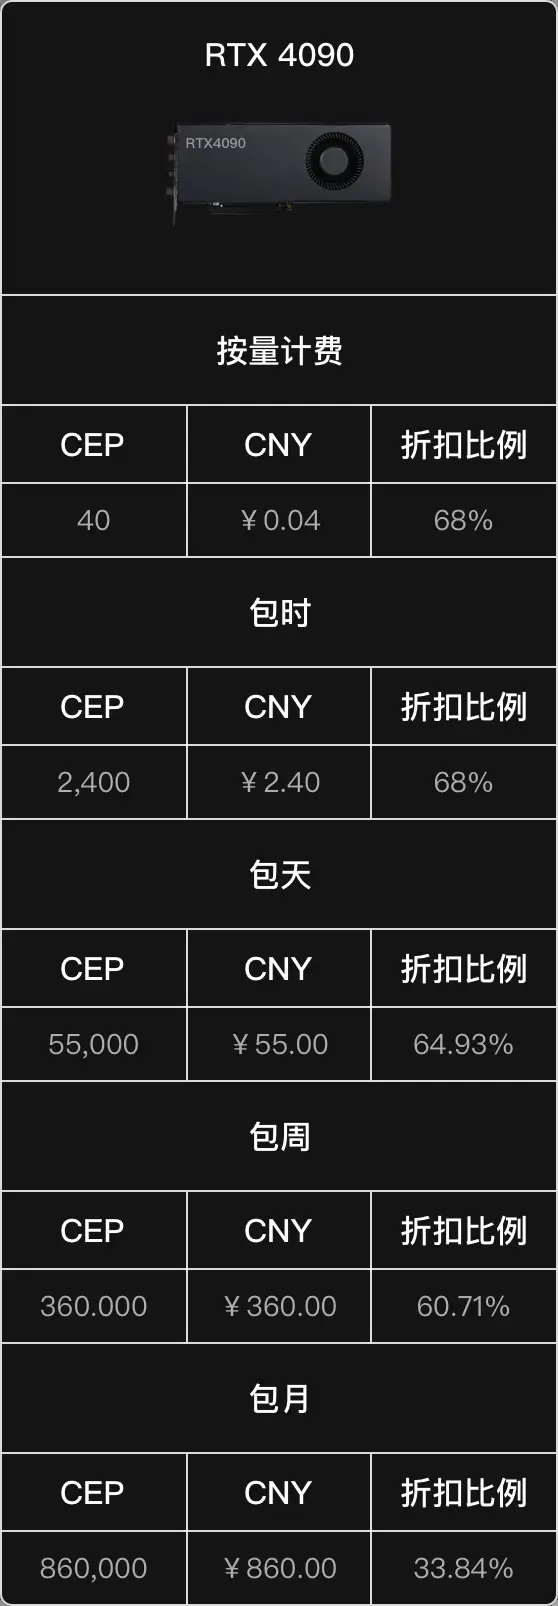 RTX 4090
RTX4090
按量计费
CEP CNY 折扣比例
40 ¥0.04 68%
包时
CEP CNY 折扣比例
2,400 ¥2.40 68%
包天
CEP CNY 折扣比例
55,000 ¥55.00 64.93%
包周
CEP CNY 折扣比例
360.000 ¥360.00 60.71%
包月
CEP CNY 折扣比例
860,000 ¥860.00 33.84%